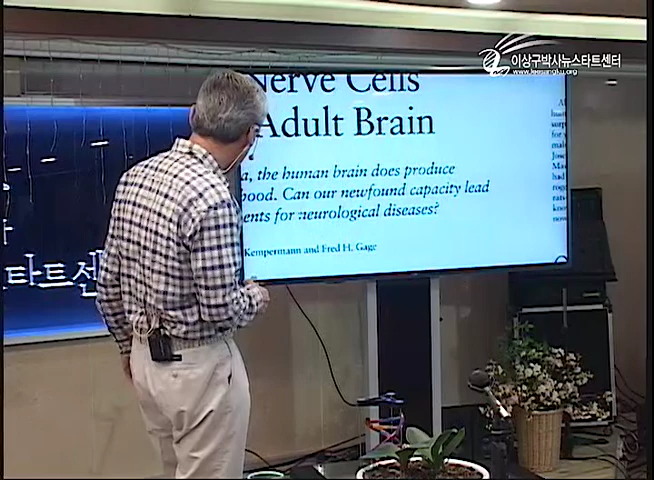 이상구박사뉴스타트센터
www.leesangku.org
Nerve Cells
Adult Brain
a, the human brain does produce
ood. Can our newfound capacity lead
ents for neurological diseases?
Kempermann and Fred H. Gage
스타트센